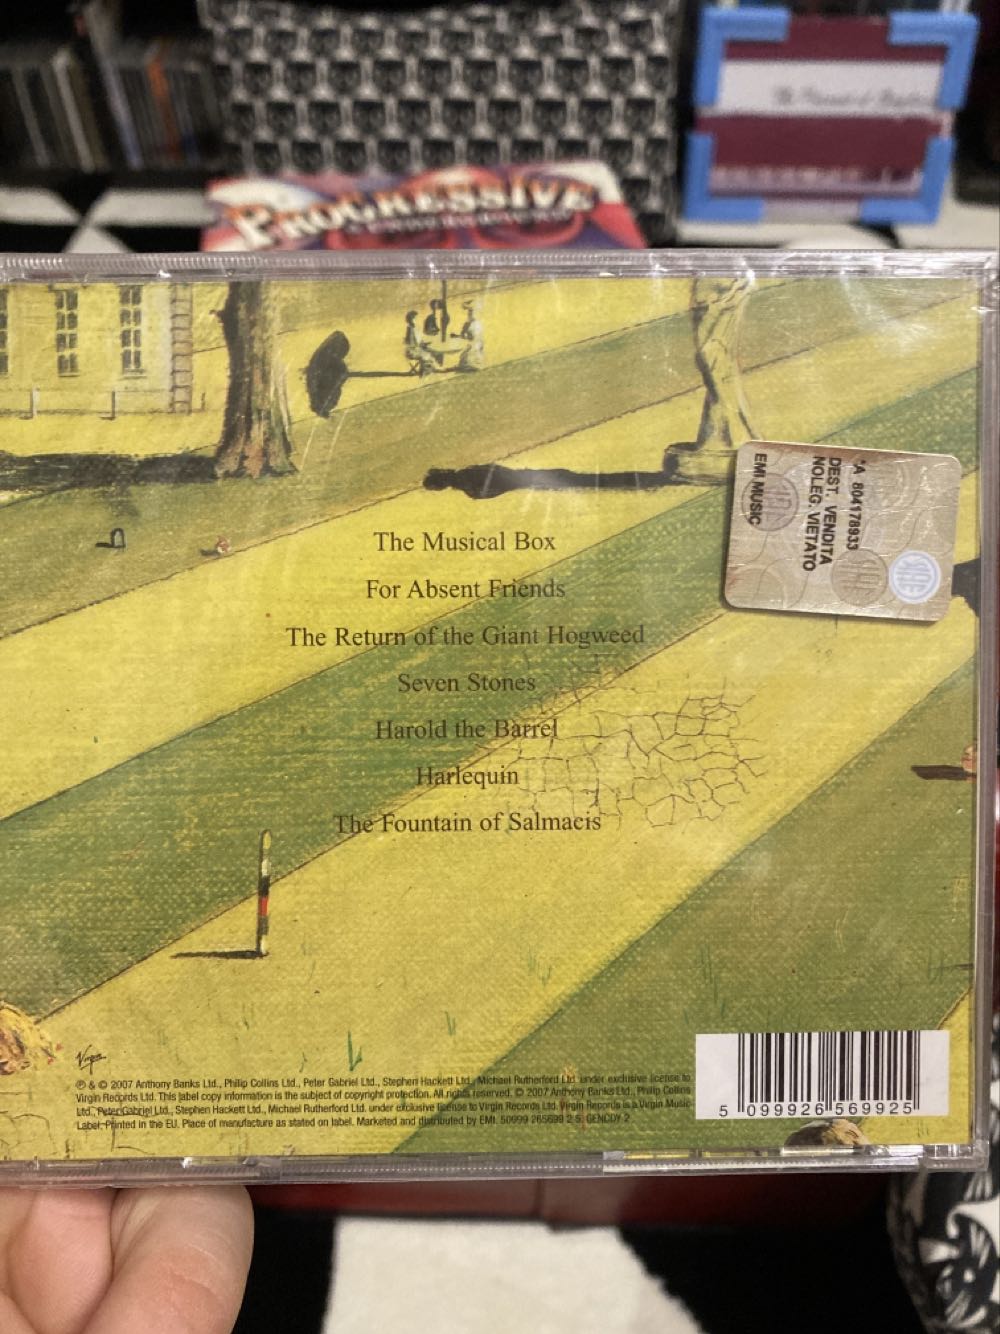 PROGRESSIVE
*A 804178933
DEST. VENDITA
NOLEG. VIETATO
EMI MUSIC
The Musical Box
For Absent Friends
The Return of the Giant Hogweed
Seven Stones
Harold the Barrel
Harlequin
The Fountain of Salmacis
Virgin
℗ & © 2007 Anthony Banks Ltd., Philip Collins Ltd., Peter Gabriel Ltd., Stephen Hackett Ltd., Michael Rutherford Ltd. under exclusive license to
Virgin Records Ltd. This label copy information is the subject of copyright protection. All rights reserved. © 2007 Anthony Banks Ltd., Philip Collins
Ltd., Peter Gabriel Ltd., Stephen Hackett Ltd., Michael Rutherford Ltd. under exclusive license to Virgin Records Ltd. Virgin Records is a Virgin Music
Label. Printed in the EU. Place of manufacture as stated on label. Marketed and distributed by EMI. 50999 265699 2 5. GENCDY 2
5 099926 569925